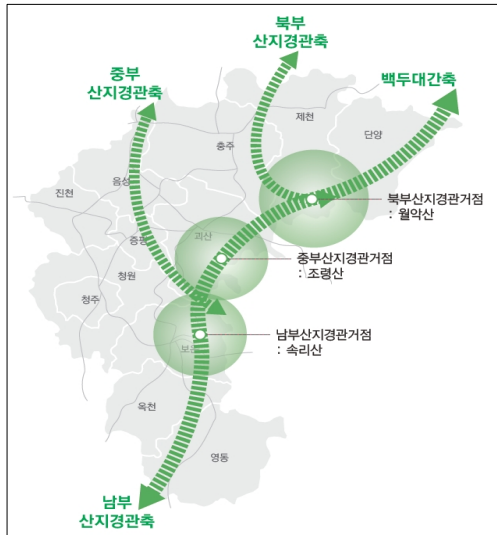 북부
산지경관축
중부
산지경관축
백두대간축
제천
단양
충주
음성
진천
북부산지경관거점
: 월악산
괴산
증평
중부산지경관거점
: 조령산
청원
청주
남부산지경관거점
: 속리산
보은
옥천
영동
남부
산지경관축